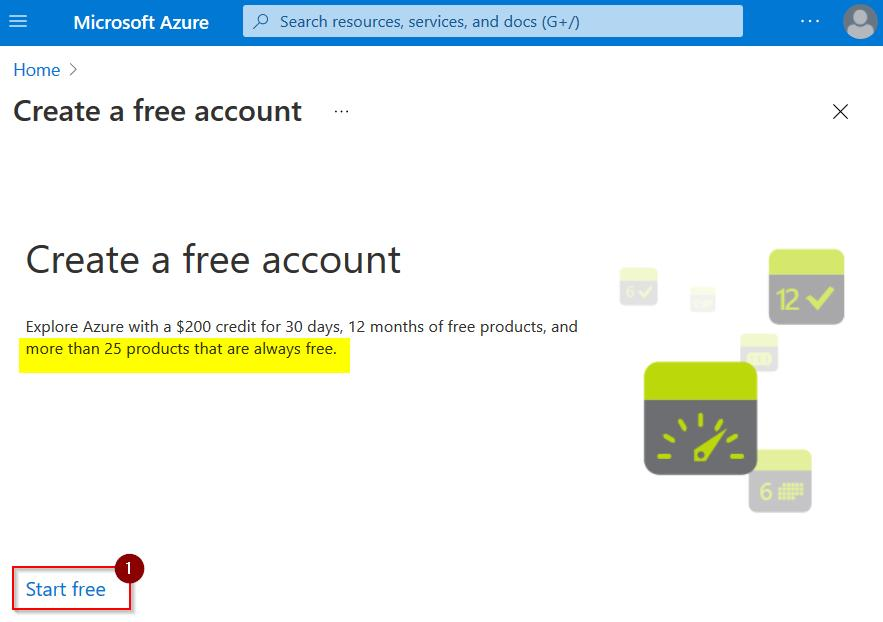 Microsoft Azure
Search resources, services, and docs (G+/)
...
Home >
Create a free account ...
Create a free account
Explore Azure with a $200 credit for 30 days, 12 months of free products, and
more than 25 products that are always free.
6
12
6
1
Start free